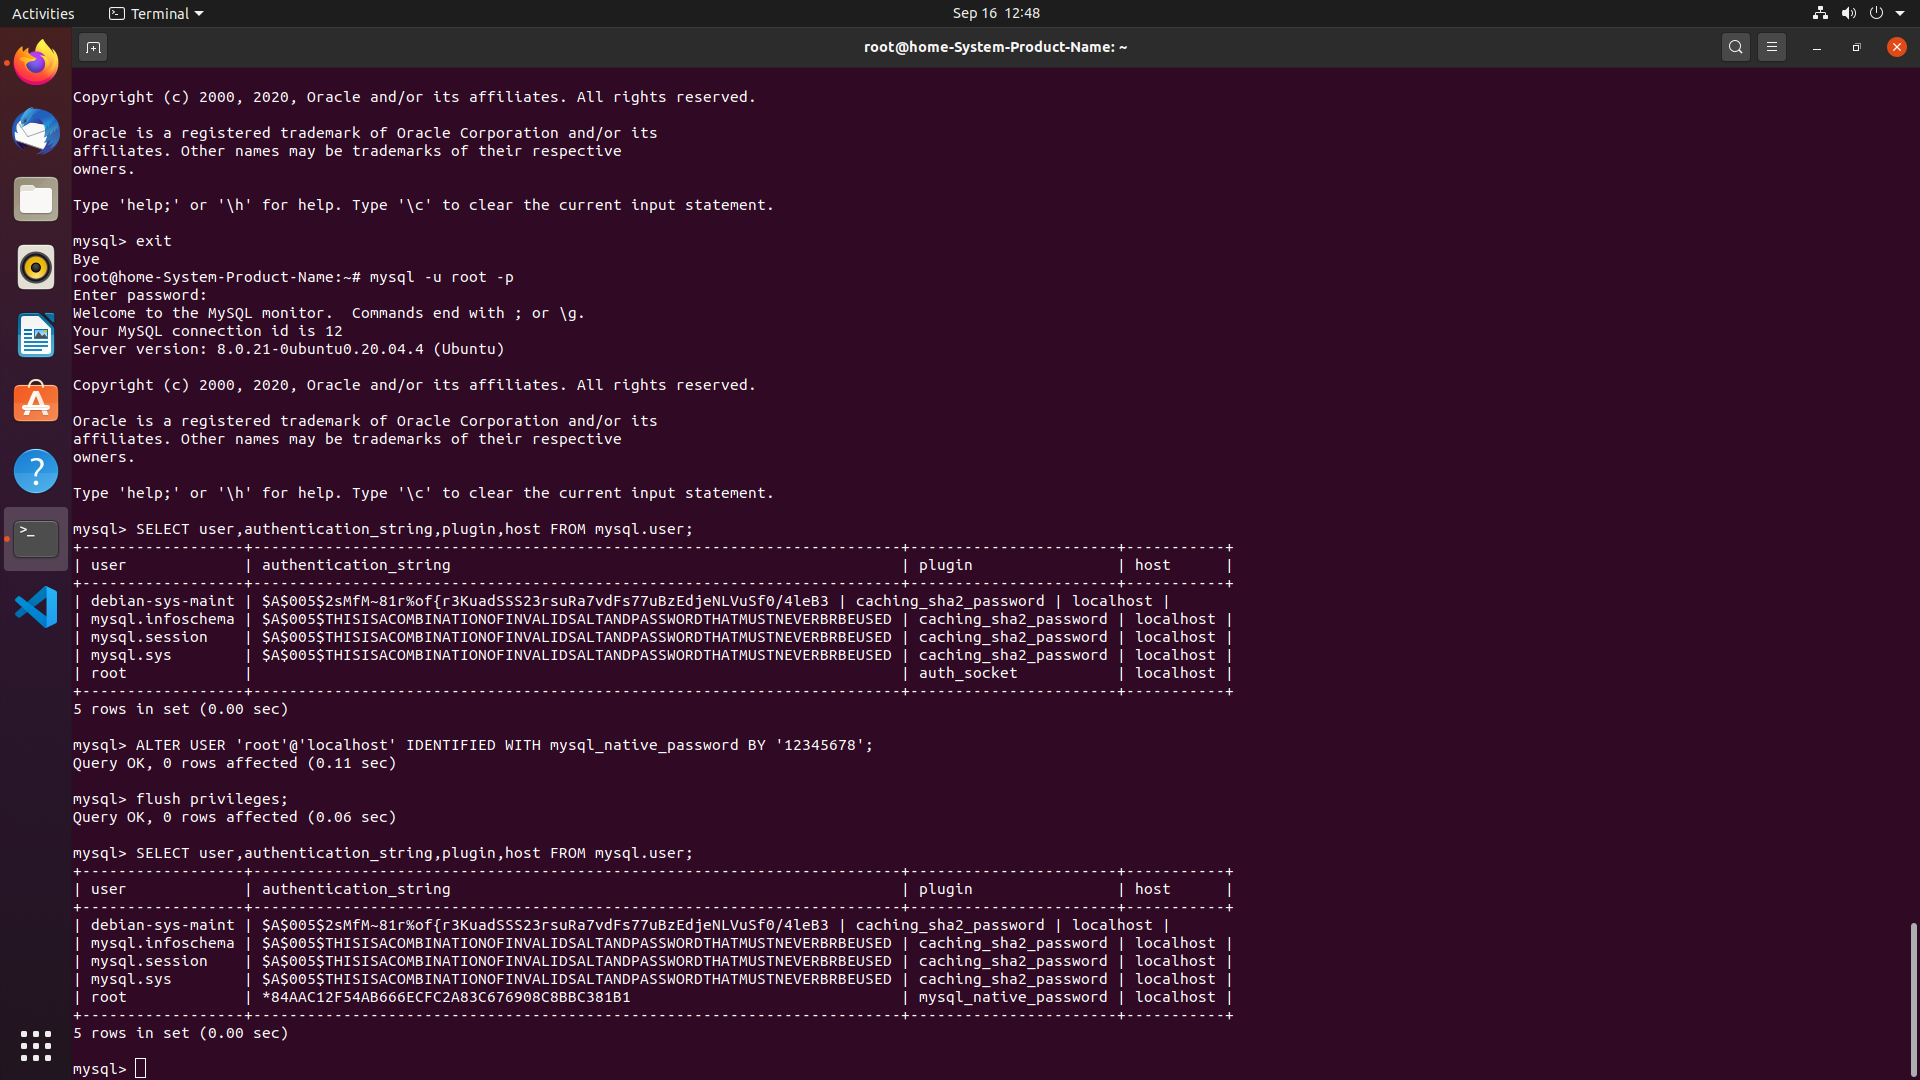 Activities
Terminal
Sep 16 12:48
root@home-System-Product-Name: ~
Copyright (c) 2000, 2020, Oracle and/or its affiliates. All rights reserved.
Oracle is a registered trademark of Oracle Corporation and/or its
affiliates. Other names may be trademarks of their respective
owners.
Type 'help;' or '\h' for help. Type '\c' to clear the current input statement.
mysql> exit
Bye
root@home-System-Product-Name:~# mysql -u root -p
Enter password:
Welcome to the MySQL monitor.  Commands end with ; or \g.
Your MySQL connection id is 12
Server version: 8.0.21-0ubuntu0.20.04.4 (Ubuntu)
Copyright (c) 2000, 2020, Oracle and/or its affiliates. All rights reserved.
Oracle is a registered trademark of Oracle Corporation and/or its
affiliates. Other names may be trademarks of their respective
owners.
Type 'help;' or '\h' for help. Type '\c' to clear the current input statement.
mysql> SELECT user,authentication_string,plugin,host FROM mysql.user;
+------------------+------------------------------------------------------------------------+-----------------------+-----------+
| user             | authentication_string                                                  | plugin                | host      |
+------------------+------------------------------------------------------------------------+-----------------------+-----------+
| debian-sys-maint | $A$005$2sMfM~81r%of{r3KuadSSS23rsuRa7vdFs77uBzEdjeNLVuSf0/4leB3 | caching_sha2_password | localhost |
| mysql.infoschema | $A$005$THISISACOMBINATIONOFINVALIDSALTANDPASSWORDTHATMUSTNEVERBRBEUSED | caching_sha2_password | localhost |
| mysql.session    | $A$005$THISISACOMBINATIONOFINVALIDSALTANDPASSWORDTHATMUSTNEVERBRBEUSED | caching_sha2_password | localhost |
| mysql.sys        | $A$005$THISISACOMBINATIONOFINVALIDSALTANDPASSWORDTHATMUSTNEVERBRBEUSED | caching_sha2_password | localhost |
| root             |                                                                        | auth_socket           | localhost |
+------------------+------------------------------------------------------------------------+-----------------------+-----------+
5 rows in set (0.00 sec)
mysql> ALTER USER 'root'@'localhost' IDENTIFIED WITH mysql_native_password BY '12345678';
Query OK, 0 rows affected (0.11 sec)
mysql> flush privileges;
Query OK, 0 rows affected (0.06 sec)
mysql> SELECT user,authentication_string,plugin,host FROM mysql.user;
+------------------+------------------------------------------------------------------------+-----------------------+-----------+
| user             | authentication_string                                                  | plugin                | host      |
+------------------+------------------------------------------------------------------------+-----------------------+-----------+
| debian-sys-maint | $A$005$2sMfM~81r%of{r3KuadSSS23rsuRa7vdFs77uBzEdjeNLVuSf0/4leB3 | caching_sha2_password | localhost |
| mysql.infoschema | $A$005$THISISACOMBINATIONOFINVALIDSALTANDPASSWORDTHATMUSTNEVERBRBEUSED | caching_sha2_password | localhost |
| mysql.session    | $A$005$THISISACOMBINATIONOFINVALIDSALTANDPASSWORDTHATMUSTNEVERBRBEUSED | caching_sha2_password | localhost |
| mysql.sys        | $A$005$THISISACOMBINATIONOFINVALIDSALTANDPASSWORDTHATMUSTNEVERBRBEUSED | caching_sha2_password | localhost |
| root             | *84AAC12F54AB666ECFC2A83C676908C8BBC381B1                              | mysql_native_password | localhost |
+------------------+------------------------------------------------------------------------+-----------------------+-----------+
5 rows in set (0.00 sec)
mysql>